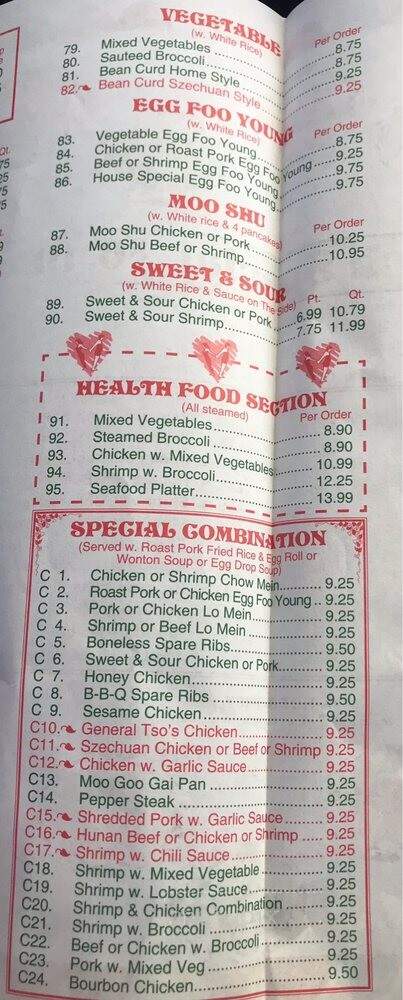 VEGETABLE
(w. White Rice) Per Order
79. Mixed Vegetables 8.75
80. Sauteed Broccoli 8.75
81. Bean Curd Home Style 9.25
82. Bean Curd Szechuan Style 9.25
EGG FOO YOUNG
(w. White Rice) Per Order
83. Vegetable Egg Foo Young 8.75
84. Chicken or Roast Pork Egg Foo Young 9.25
85. Beef or Shrimp Egg Foo Young 9.75
86. House Special Egg Foo Young 9.75
MOO SHU
(w. White rice & 4 pancakes) Per Order
87. Moo Shu Chicken or Pork 10.25
88. Moo Shu Beef or Shrimp 10.95
SWEET & SOUR
(w. White Rice & Sauce on The Side) Pt. Qt.
89. Sweet & Sour Chicken or Pork 6.99 10.79
90. Sweet & Sour Shrimp 7.75 11.99
HEALTH FOOD SECTION
(All steamed) Per Order
91. Mixed Vegetables 8.90
92. Steamed Broccoli 8.90
93. Chicken w. Mixed Vegetables 10.99
94. Shrimp w. Broccoli 12.25
95. Seafood Platter 13.99
SPECIAL COMBINATION
(Served w. Roast Pork Fried Rice & Egg Roll or
Wonton Soup or Egg Drop Soup)
C 1. Chicken or Shrimp Chow Mein 9.25
C 2. Roast Pork or Chicken Egg Foo Young 9.25
C 3. Pork or Chicken Lo Mein 9.25
C 4. Shrimp or Beef Lo Mein 9.25
C 5. Boneless Spare Ribs 9.50
C 6. Sweet & Sour Chicken or Pork 9.25
C 7. Honey Chicken 9.25
C 8. B-B-Q Spare Ribs 9.50
C 9. Sesame Chicken 9.25
C10. General Tso's Chicken 9.25
C11. Szechuan Chicken or Beef or Shrimp 9.25
C12. Chicken w. Garlic Sauce 9.25
C13. Moo Goo Gai Pan 9.25
C14. Pepper Steak 9.25
C15. Shredded Pork w. Garlic Sauce 9.25
C16. Hunan Beef or Chicken or Shrimp 9.25
C17. Shrimp w. Chili Sauce 9.25
C18. Shrimp w. Mixed Vegetable 9.25
C19. Shrimp w. Lobster Sauce 9.25
C20. Shrimp & Chicken Combination 9.25
C21. Shrimp w. Broccoli 9.25
C22. Beef or Chicken w. Broccoli 9.25
C23. Pork w. Mixed Veg 9.25
C24. Bourbon Chicken 9.50